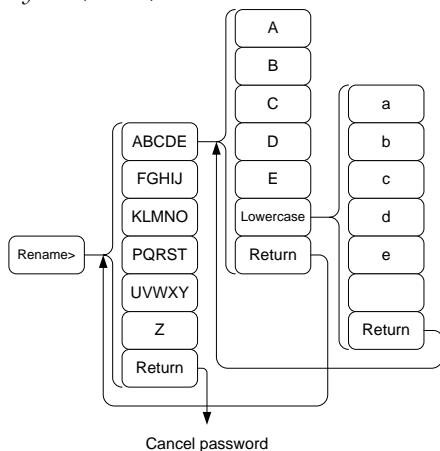 Rename>
ABCDE
FGHIJ
KLMNO
PQRST
UVWXY
Z
Return
A
B
C
D
E
Lowercase
Return
a
b
c
d
e
Return
Cancel password